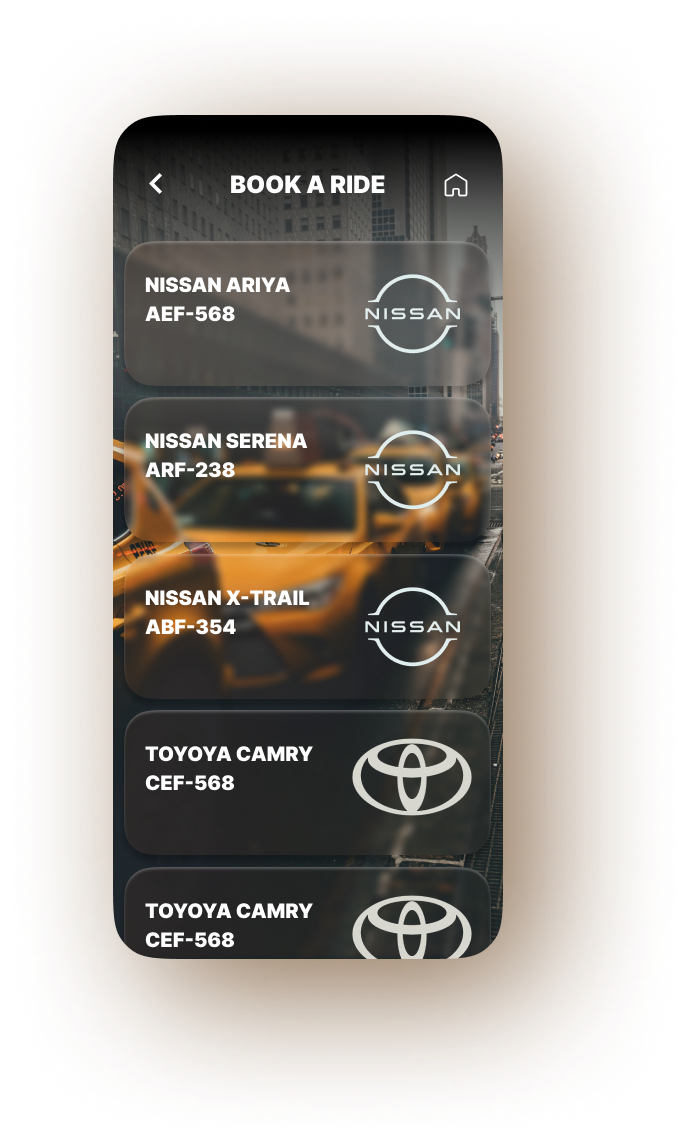 BOOK A RIDE
NISSAN ARIYA
AEF-568
NISSAN
NISSAN SERENA
ARF-238
NISSAN
NISSAN X-TRAIL
ABF-354
NISSAN
TOYOYA CAMRY
CEF-568
TOYOYA CAMRY
CEF-568